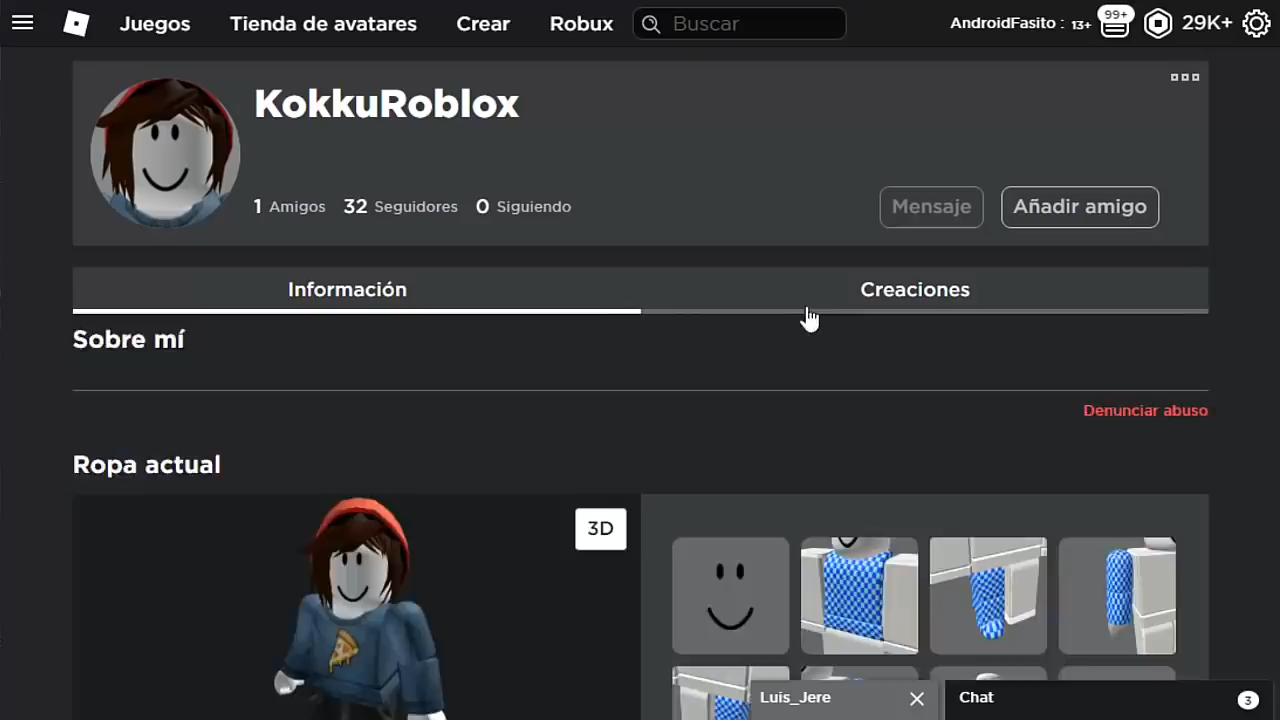 Juegos Tienda de avatares Crear Robux Buscar AndroidFasito : 13+ 99+ 29K+
KokkuRoblox
1 Amigos 32 Seguidores 0 Siguiendo Mensaje Añadir amigo
Información Creaciones
Sobre mí
Denunciar abuso
Ropa actual
3D
Luis_Jere Chat 3